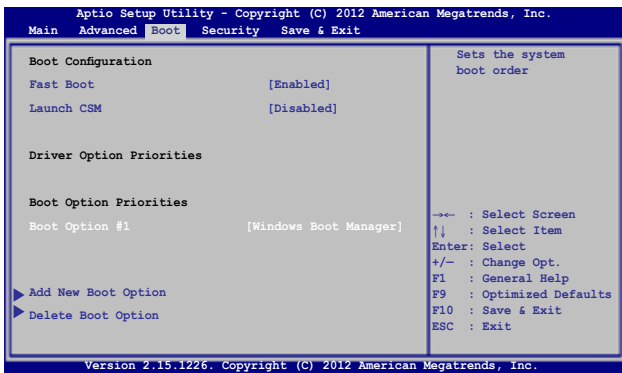 Aptio Setup Utility - Copyright (C) 2012 American Megatrends, Inc.
Main Advanced Boot Security Save & Exit
Boot Configuration
Fast Boot [Enabled]
Launch CSM [Disabled]
Driver Option Priorities
Boot Option Priorities
Boot Option #1 [Windows Boot Manager]
Add New Boot Option
Delete Boot Option
Sets the system
boot order
→← : Select Screen
↑↓ : Select Item
Enter: Select
+/— : Change Opt.
F1 : General Help
F9 : Optimized Defaults
F10 : Save & Exit
ESC : Exit
Version 2.15.1226. Copyright (C) 2012 American Megatrends, Inc.